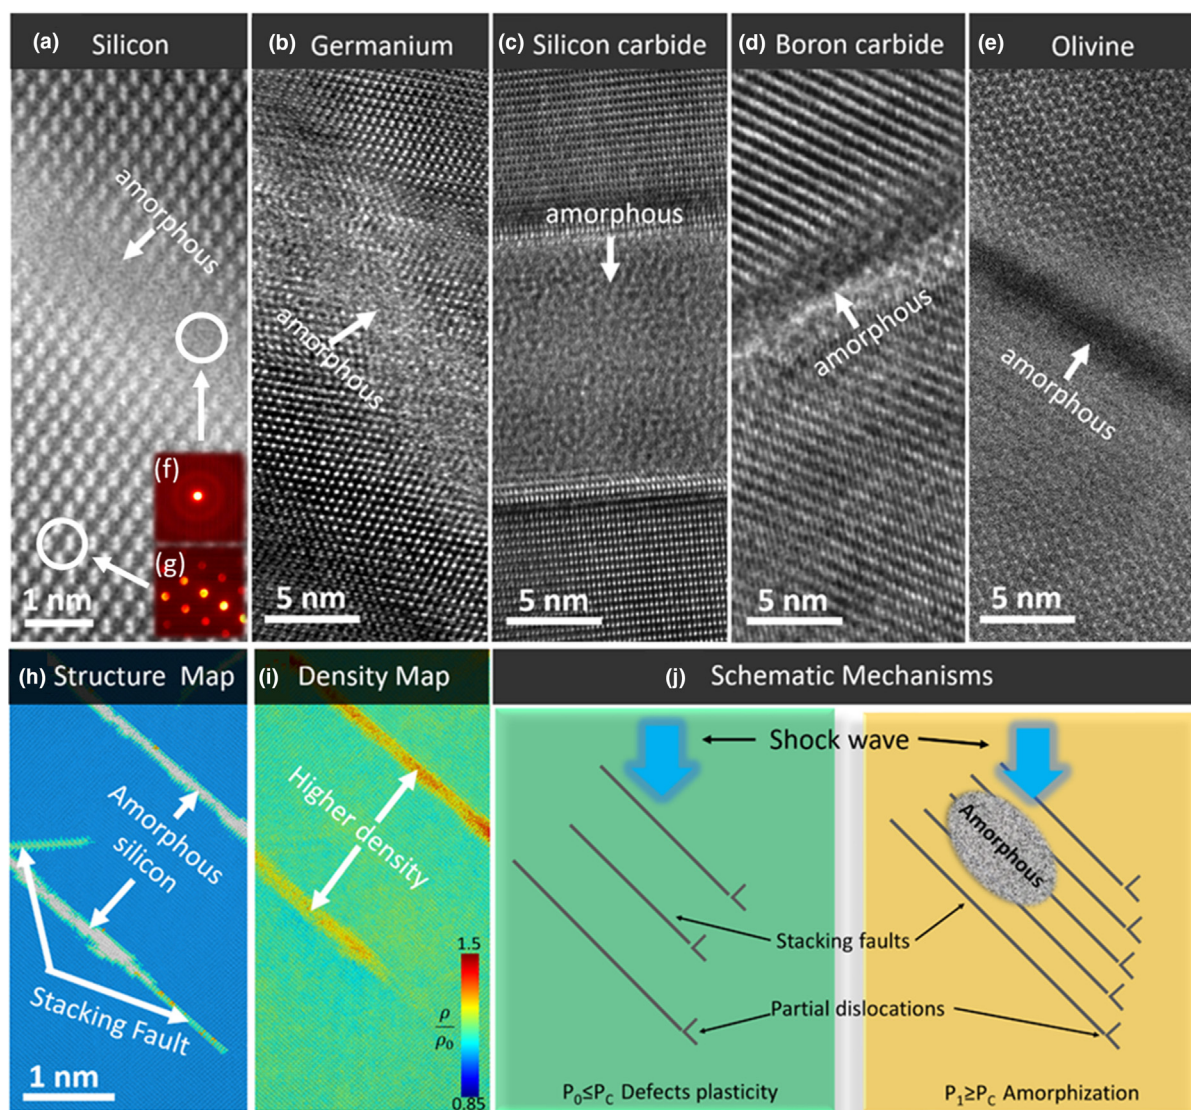 (a) Silicon
(b) Germanium
(c) Silicon carbide
(d) Boron carbide
(e) Olivine
amorphous
amorphous
amorphous
amorphous
amorphous
(f)
(g)
1 nm
5 nm
5 nm
5 nm
5 nm
(h) Structure Map
(i) Density Map
(j) Schematic Mechanisms
Amorphous
silicon
Stacking Fault
1 nm
Higher density
1.5
ρ
ρ₀
0.85
Shock wave
Amorphous
Stacking faults
Partial dislocations
P₀≤P_C Defects plasticity
P₁≥P_C Amorphization